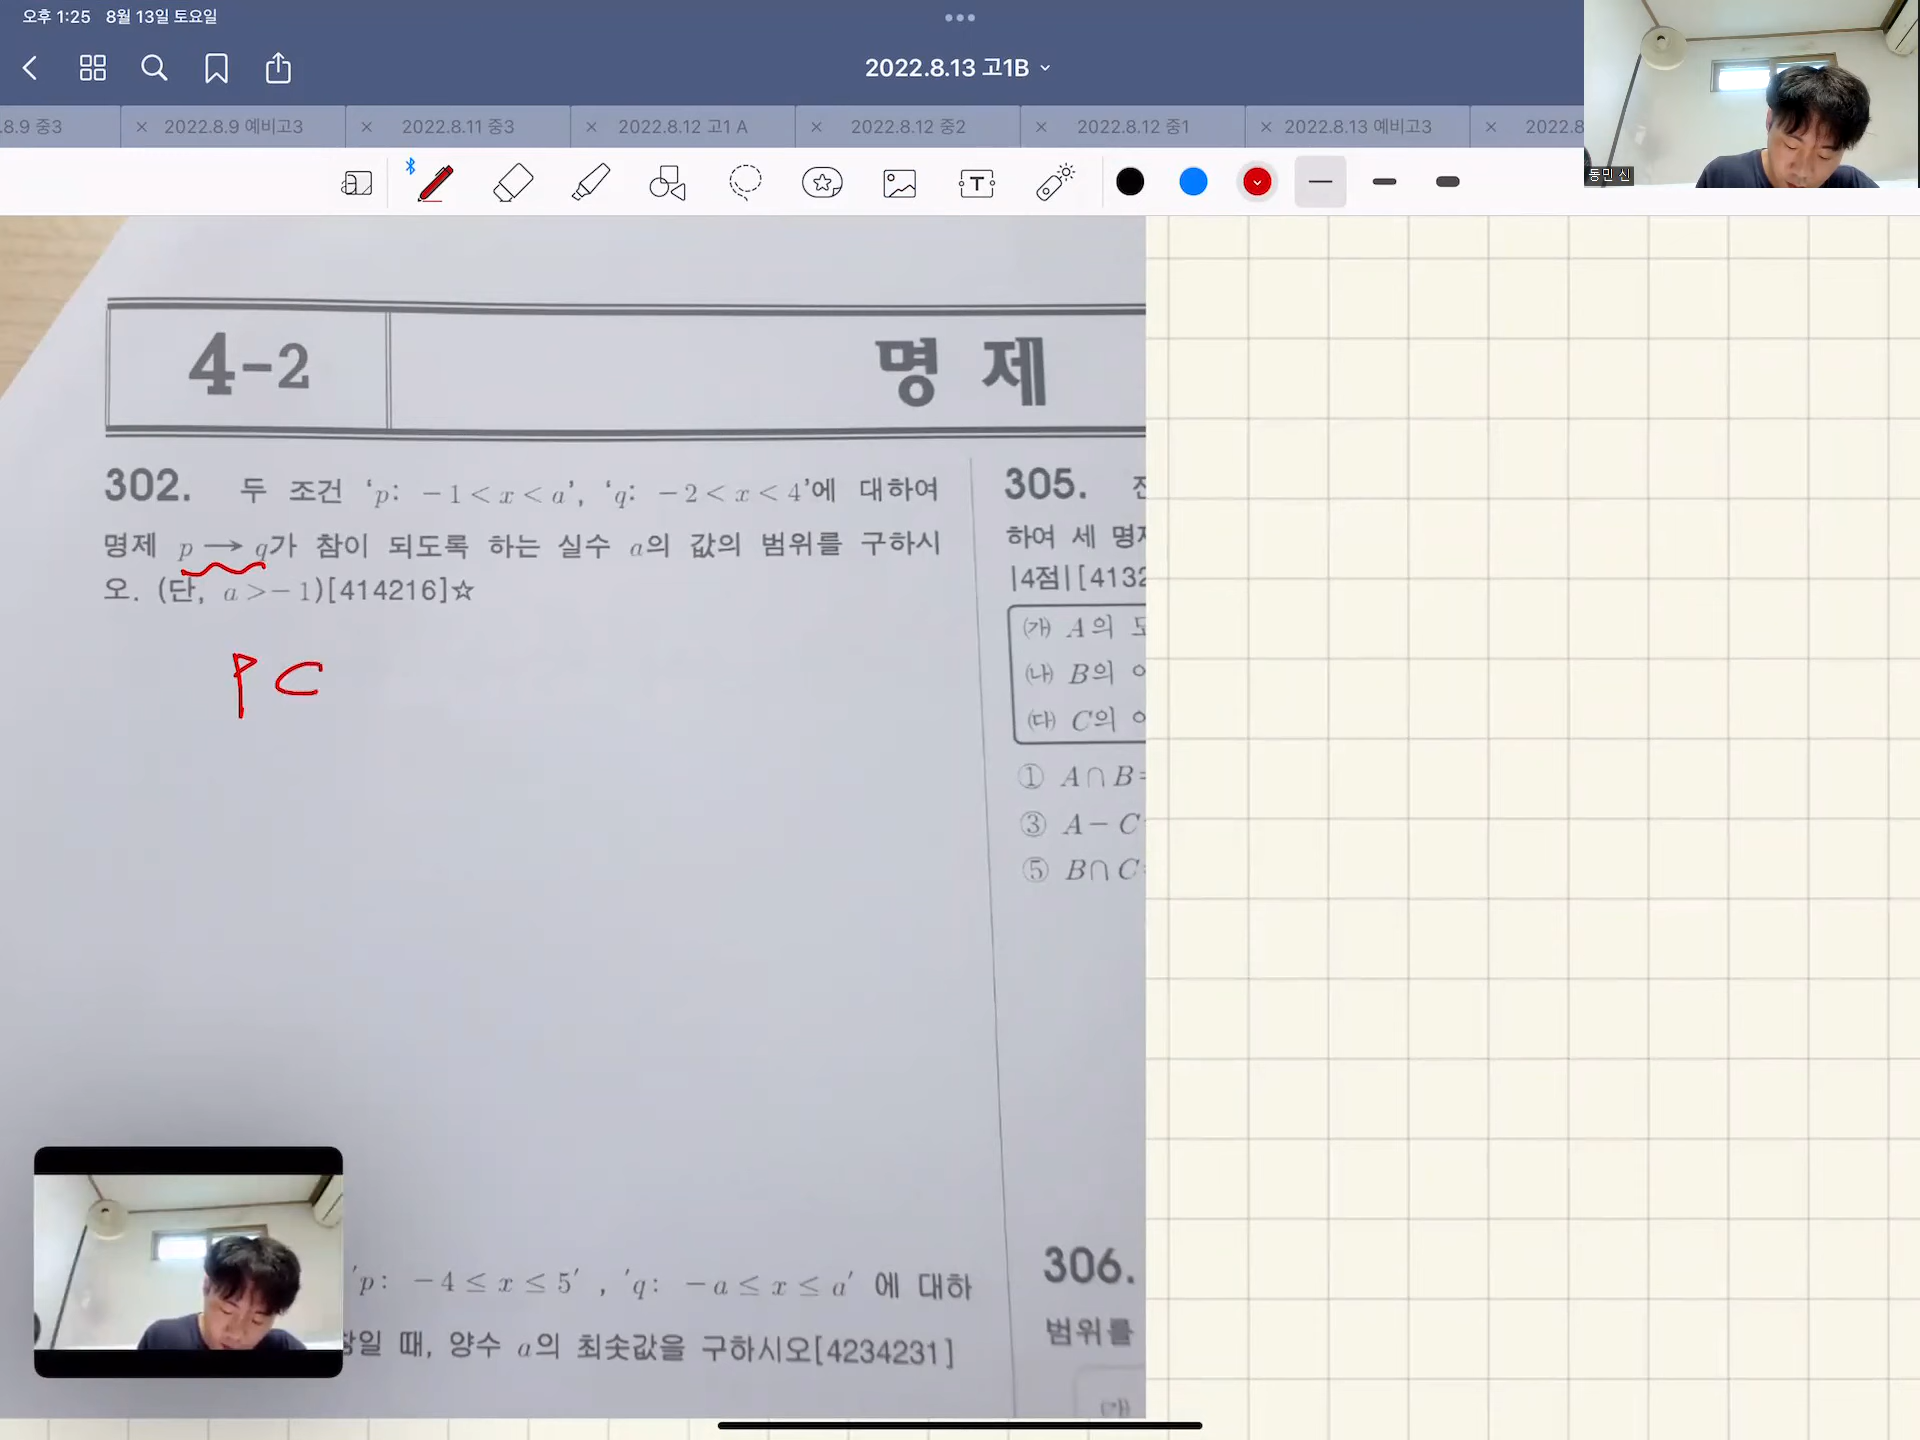 오후 1:25 8월 13일 토요일
2022.8.13 고1B
.8.9 중3
2022.8.9 예비고3
2022.8.11 중3
2022.8.12 고1 A
2022.8.12 중2
2022.8.12 중1
2022.8.13 예비고3
2022.8
동민 신
4-2
명 제
302. 두 조건 ‘p: −1 < x < a’, ‘q: −2 < x < 4’에 대하여
명제 p → q가 참이 되도록 하는 실수 a의 값의 범위를 구하시
오. (단, a > −1)[414216]☆
P ⊂
'p: −4 ≤ x ≤ 5', 'q: −a ≤ x ≤ a' 에 대하
때, 양수 a의 최솟값을 구하시오[4234231]
305.
하여 세 명제
|4점|[4132
㈎ A의 모
㈏ B의 어
㈐ C의 어
① A∩B=
③ A−C
⑤ B∩C=
306.
범위를
㈎